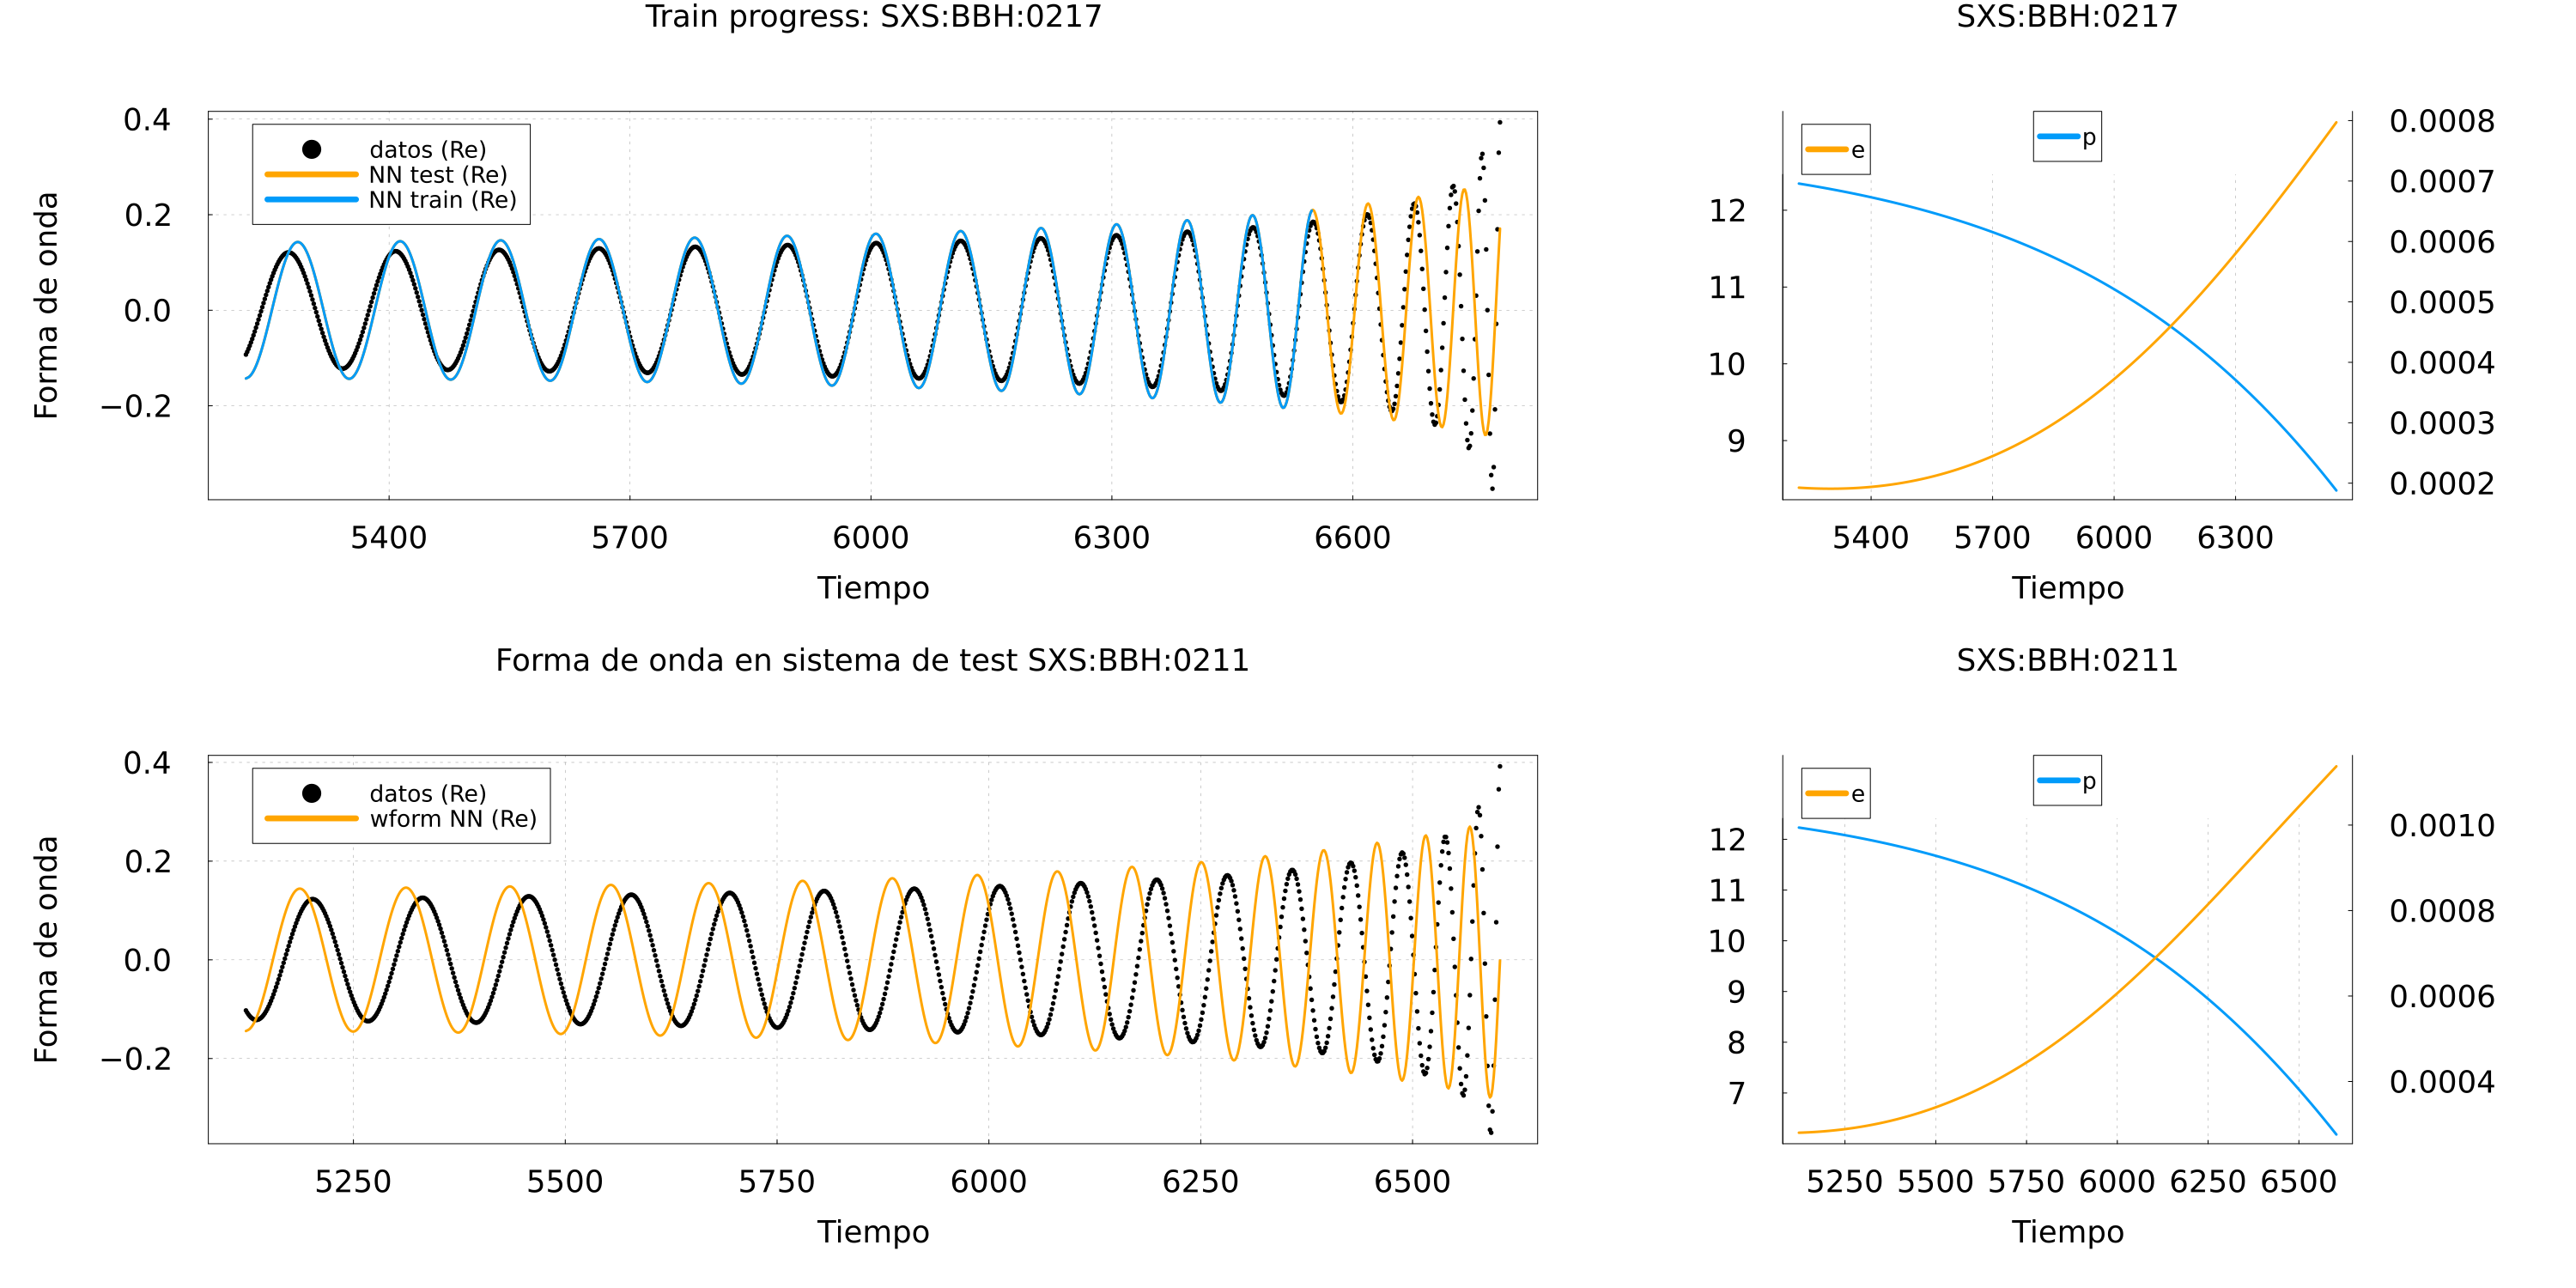 Train progress: SXS:BBH:0217
Forma de onda
0.4
0.2
0.0
−0.2
datos (Re)
NN test (Re)
NN train (Re)
5400 5700 6000 6300 6600
Tiempo
SXS:BBH:0217
12
11
10
9
e
p
0.0008
0.0007
0.0006
0.0005
0.0004
0.0003
0.0002
5400 5700 6000 6300
Tiempo
Forma de onda en sistema de test SXS:BBH:0211
Forma de onda
0.4
0.2
0.0
−0.2
datos (Re)
wform NN (Re)
5250 5500 5750 6000 6250 6500
Tiempo
SXS:BBH:0211
12
11
10
9
8
7
e
p
0.0010
0.0008
0.0006
0.0004
5250 5500 5750 6000 6250 6500
Tiempo